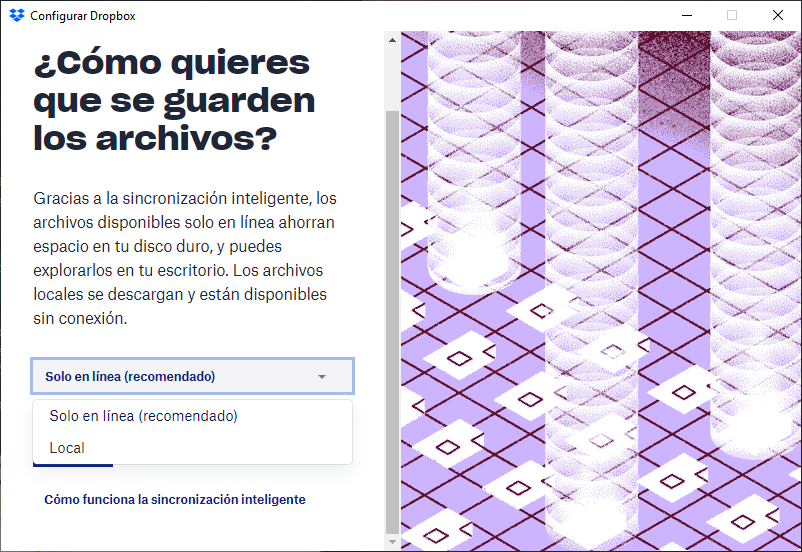 Configurar Dropbox
¿Cómo quieres
que se guarden
los archivos?
Gracias a la sincronización inteligente, los
archivos disponibles solo en línea ahorran
espacio en tu disco duro, y puedes
explorarlos en tu escritorio. Los archivos
locales se descargan y están disponibles
sin conexión.
Solo en línea (recomendado)
Solo en línea (recomendado)
Local
Cómo funciona la sincronización inteligente